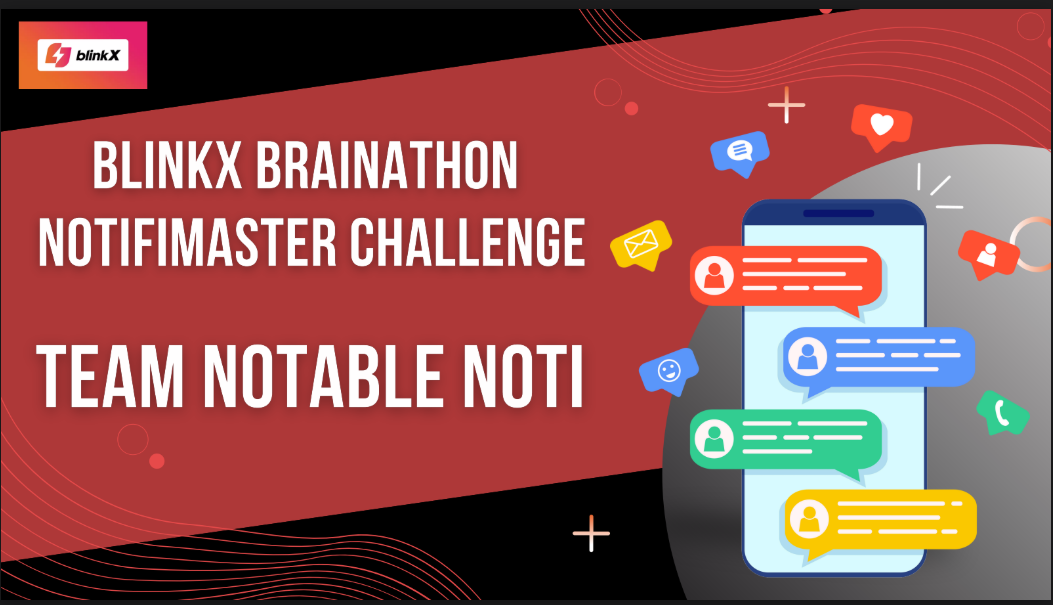 blinkX
BLINKX BRAINATHON
NOTIFIMASTER CHALLENGE
TEAM NOTABLE NOTI